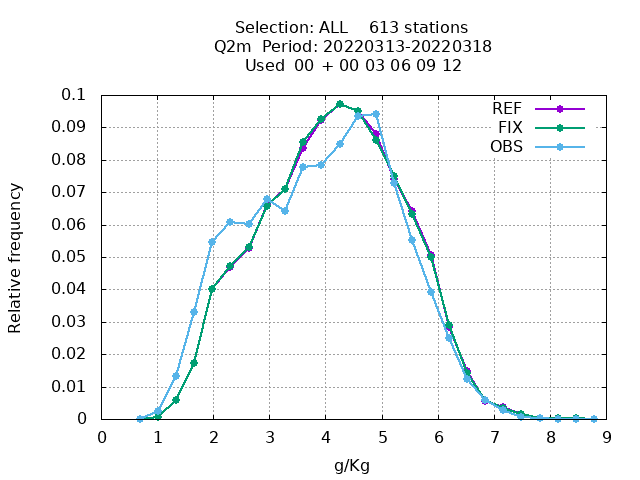 Selection: ALL    613 stations
Q2m  Period: 20220313-20220318
Used  00 + 00 03 06 09 12
REF
FIX
OBS
0.1
0.09
0.08
0.07
0.06
0.05
0.04
0.03
0.02
0.01
0
Relative frequency
0 1 2 3 4 5 6 7 8 9
g/Kg